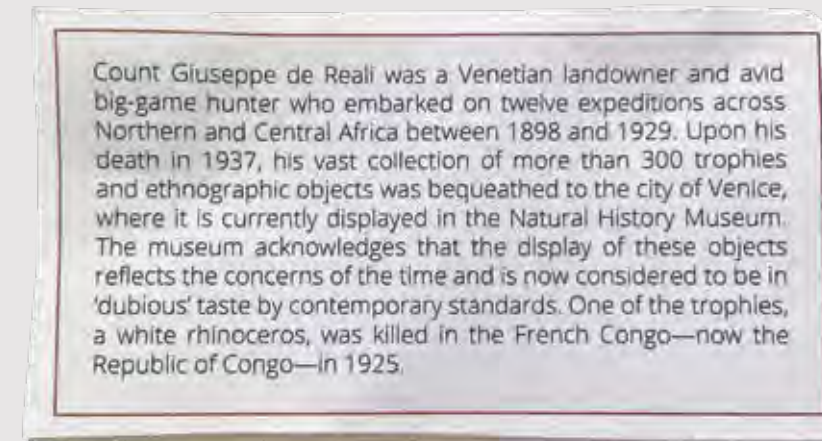 Count Giuseppe de Reali was a Venetian landowner and avid
big-game hunter who embarked on twelve expeditions across
Northern and Central Africa between 1898 and 1929. Upon his
death in 1937, his vast collection of more than 300 trophies
and ethnographic objects was bequeathed to the city of Venice,
where it is currently displayed in the Natural History Museum.
The museum acknowledges that the display of these objects
reflects the concerns of the time and is now considered to be in
‘dubious’ taste by contemporary standards. One of the trophies,
a white rhinoceros, was killed in the French Congo—now the
Republic of Congo—in 1925.